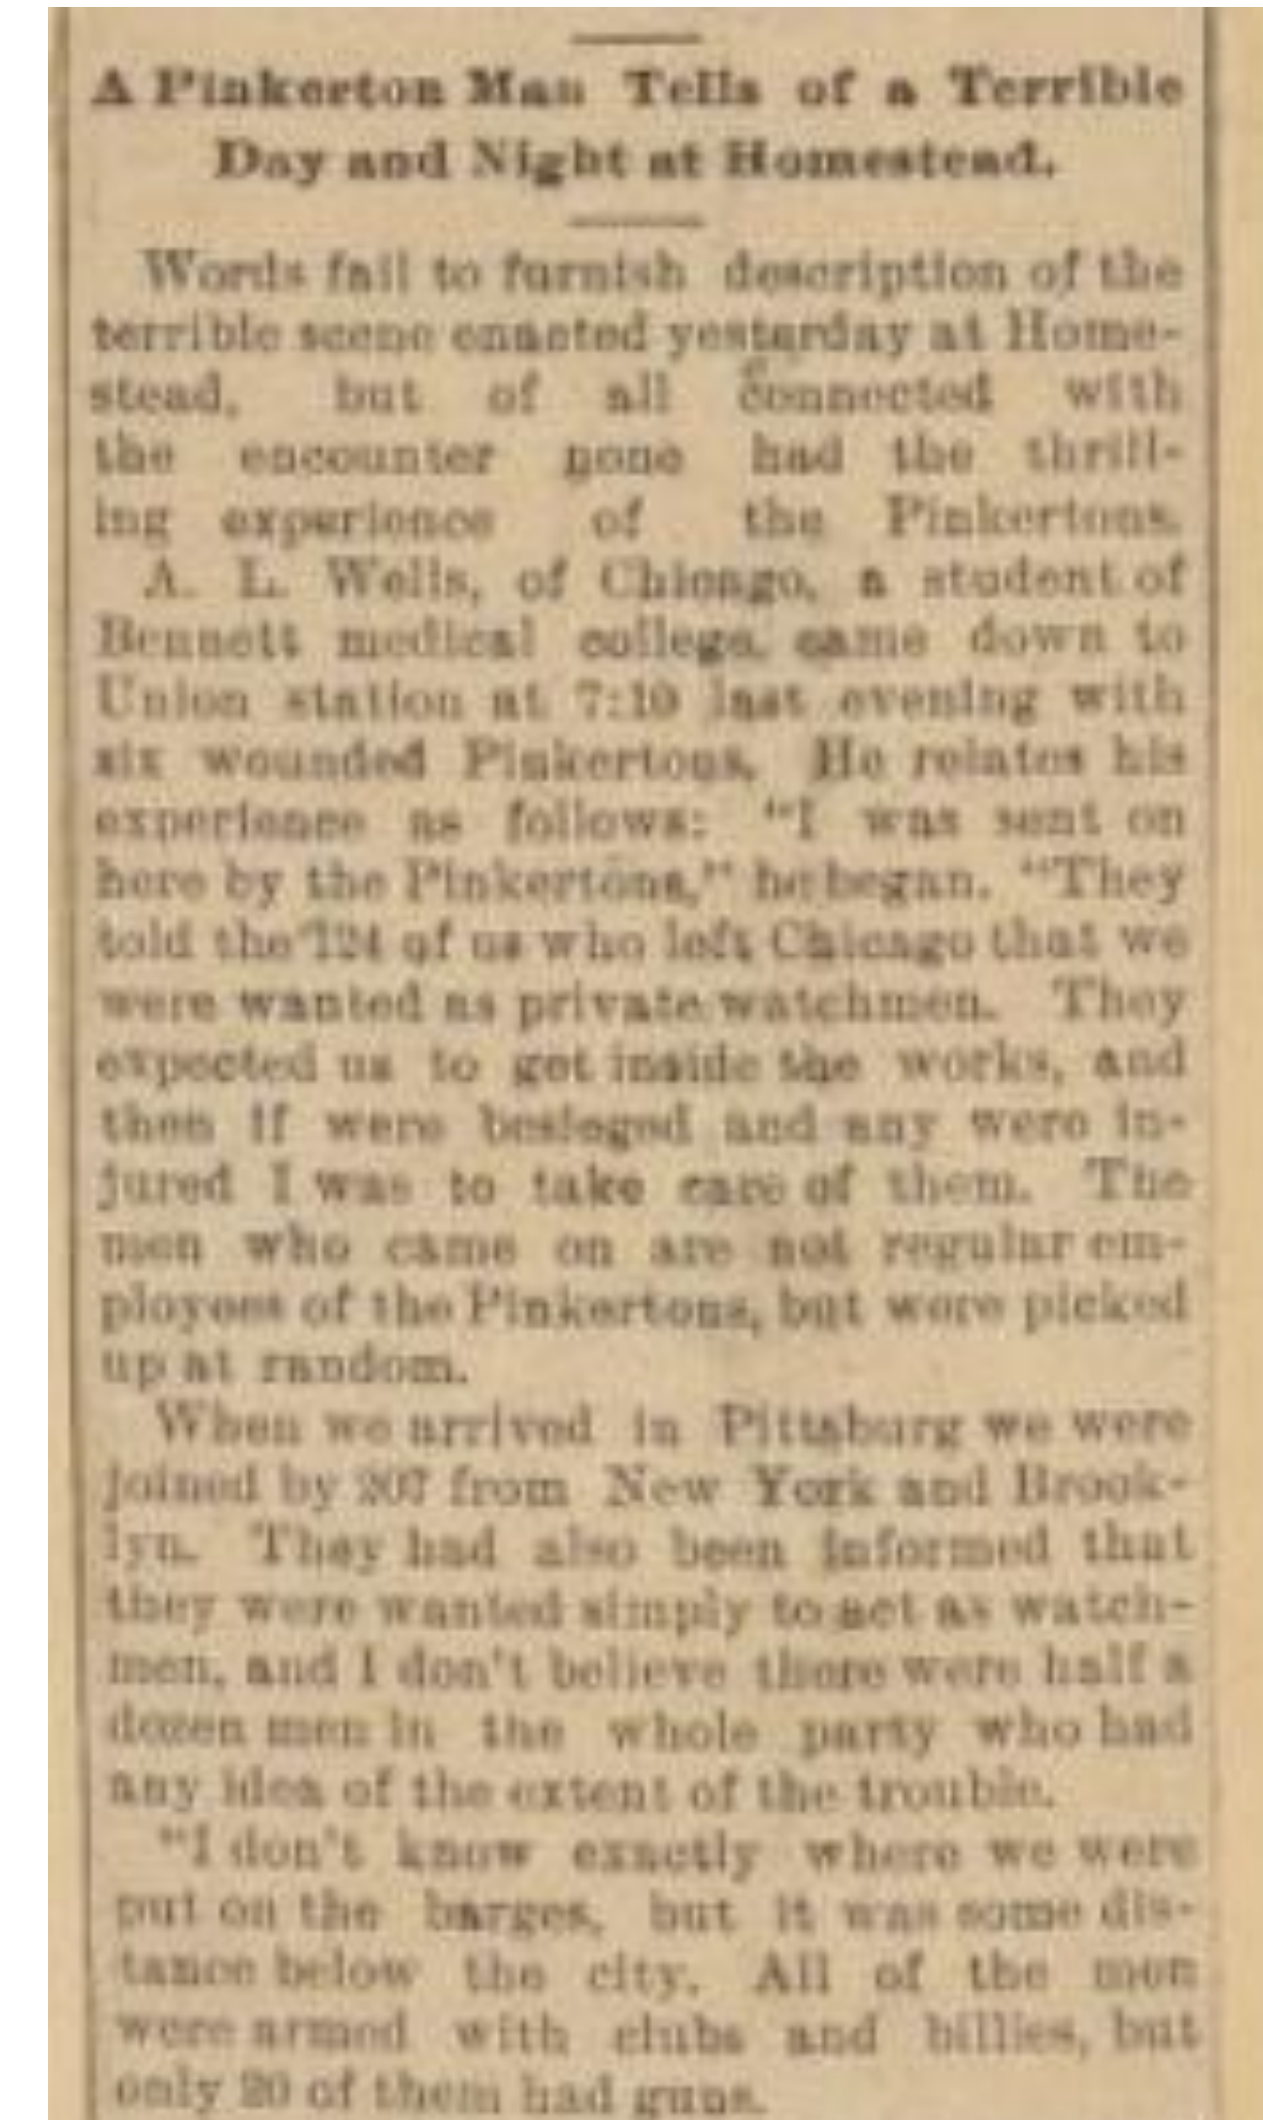 A Pinkerton Man Tells of a Terrible
Day and Night at Homestead.
Words fail to furnish description of the
terrible scene enacted yesterday at Home-
stead, but of all connected with
the encounter none had the thrill-
ing experience of the Pinkertons.
A. L. Wells, of Chicago, a student of
Bennett medical college, came down to
Union station at 7:10 last evening with
six wounded Pinkertons. He relates his
experience as follows: "I was sent on
here by the Pinkertons," he began. "They
told the 124 of us who left Chicago that we
were wanted as private watchmen. They
expected us to get inside the works, and
then if were besieged and any were in-
jured I was to take care of them. The
men who came on are not regular em-
ployees of the Pinkertons, but were picked
up at random.
When we arrived in Pittsburg we were
joined by 207 from New York and Brook-
lyn. They had also been informed that
they were wanted simply to act as watch-
men, and I don't believe there were half a
dozen men in the whole party who had
any idea of the extent of the trouble.
"I don't know exactly where we were
put on the barges, but it was some dis-
tance below the city. All of the men
were armed with clubs and billies, but
only 20 of them had guns.